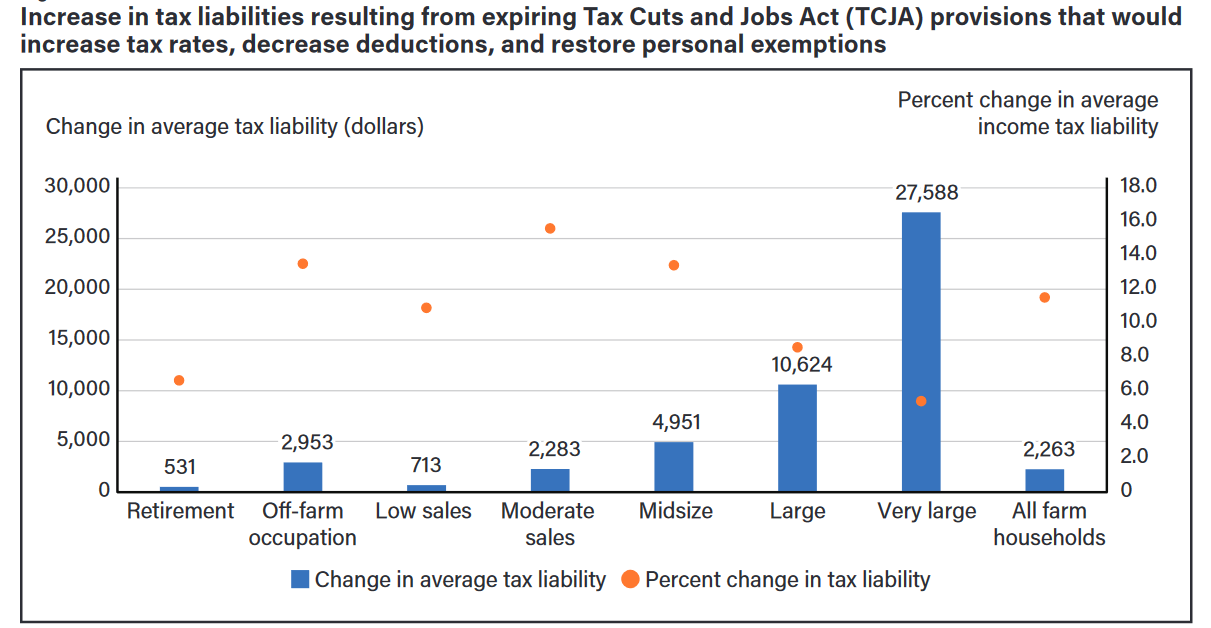 Increase in tax liabilities resulting from expiring Tax Cuts and Jobs Act (TCJA) provisions that would
increase tax rates, decrease deductions, and restore personal exemptions
Change in average tax liability (dollars)
Percent change in average
income tax liability
30,000
25,000
20,000
15,000
10,000
5,000
0
18.0
16.0
14.0
12.0
10.0
8.0
6.0
4.0
2.0
0
531
2,953
713
2,283
4,951
10,624
27,588
2,263
Retirement
Off-farm
occupation
Low sales
Moderate
sales
Midsize
Large
Very large
All farm
households
Change in average tax liability
Percent change in tax liability